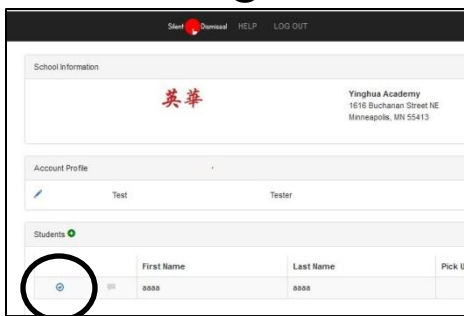 Silent Dismissal HELP LOG OUT
School Information
英華
Yinghua Academy
1616 Buchanan Street NE
Minneapolis, MN 55413
Account Profile
Test Tester
Students
First Name Last Name Pick U
aaaa aaaa